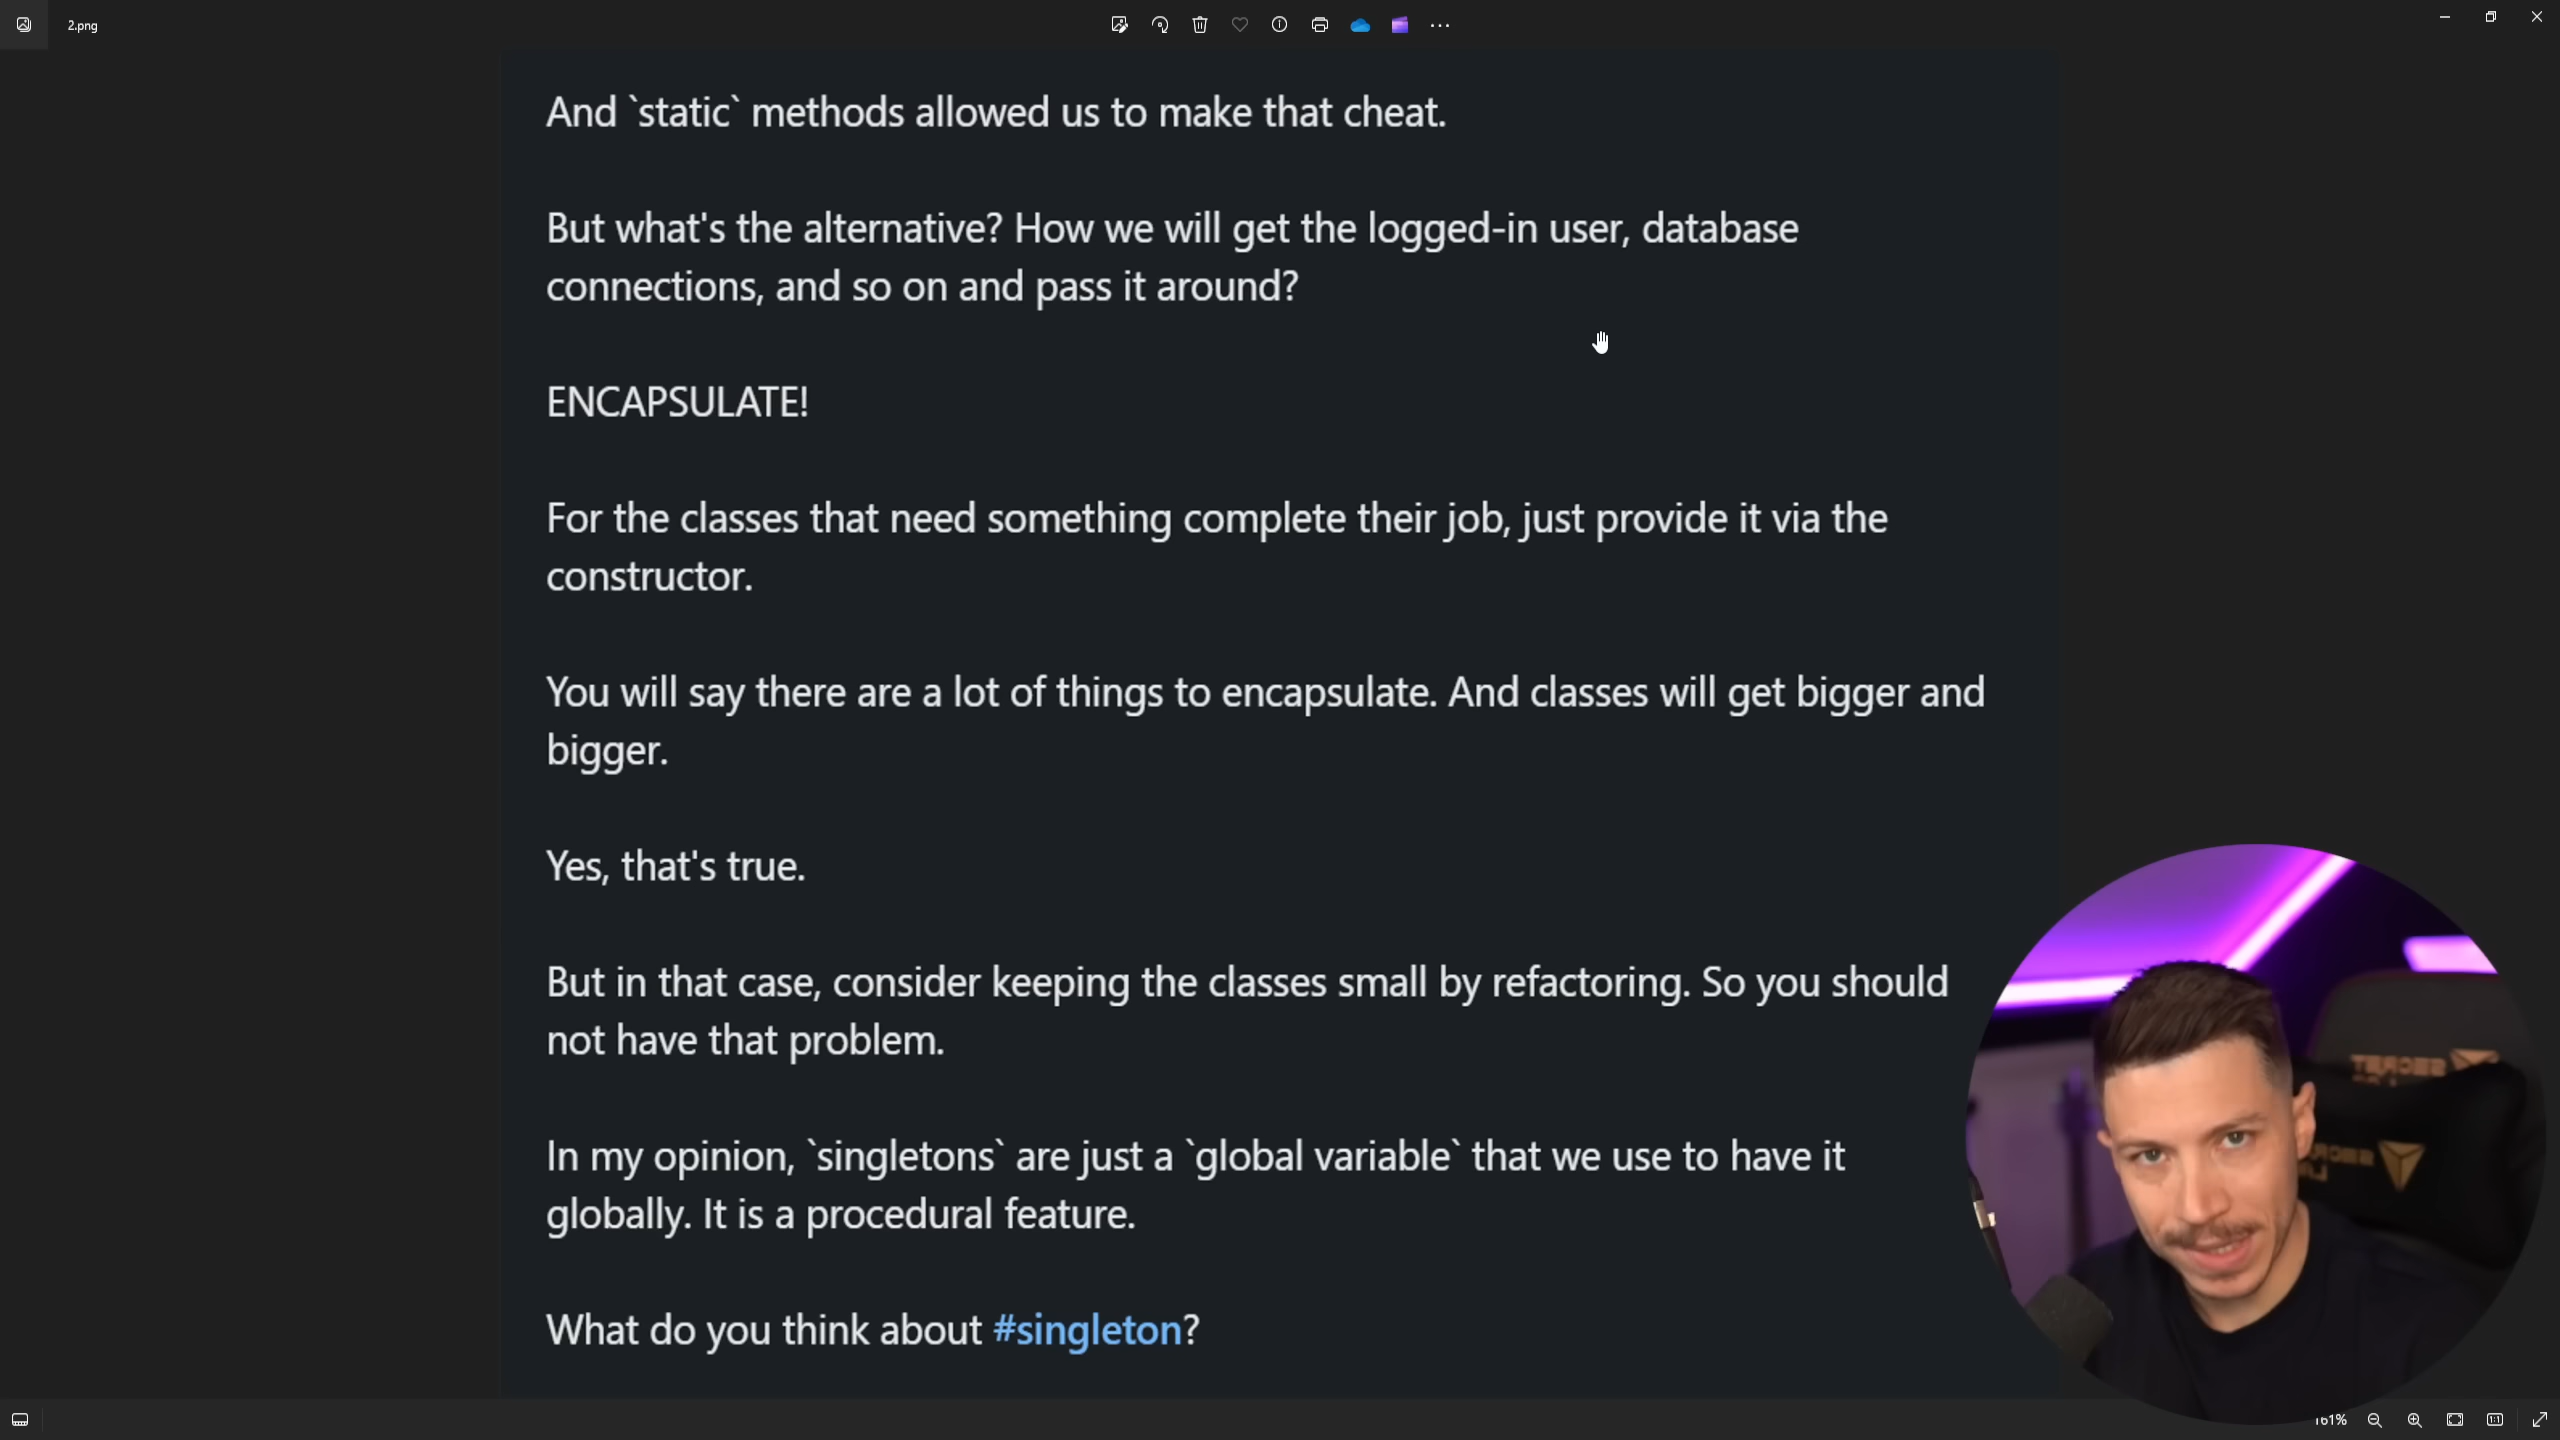 2.png
And `static` methods allowed us to make that cheat.
But what's the alternative? How we will get the logged-in user, database
connections, and so on and pass it around?
ENCAPSULATE!
For the classes that need something complete their job, just provide it via the
constructor.
You will say there are a lot of things to encapsulate. And classes will get bigger and
bigger.
Yes, that's true.
But in that case, consider keeping the classes small by refactoring. So you should
not have that problem.
In my opinion, `singletons` are just a `global variable` that we use to have it
globally. It is a procedural feature.
What do you think about #singleton?
161%